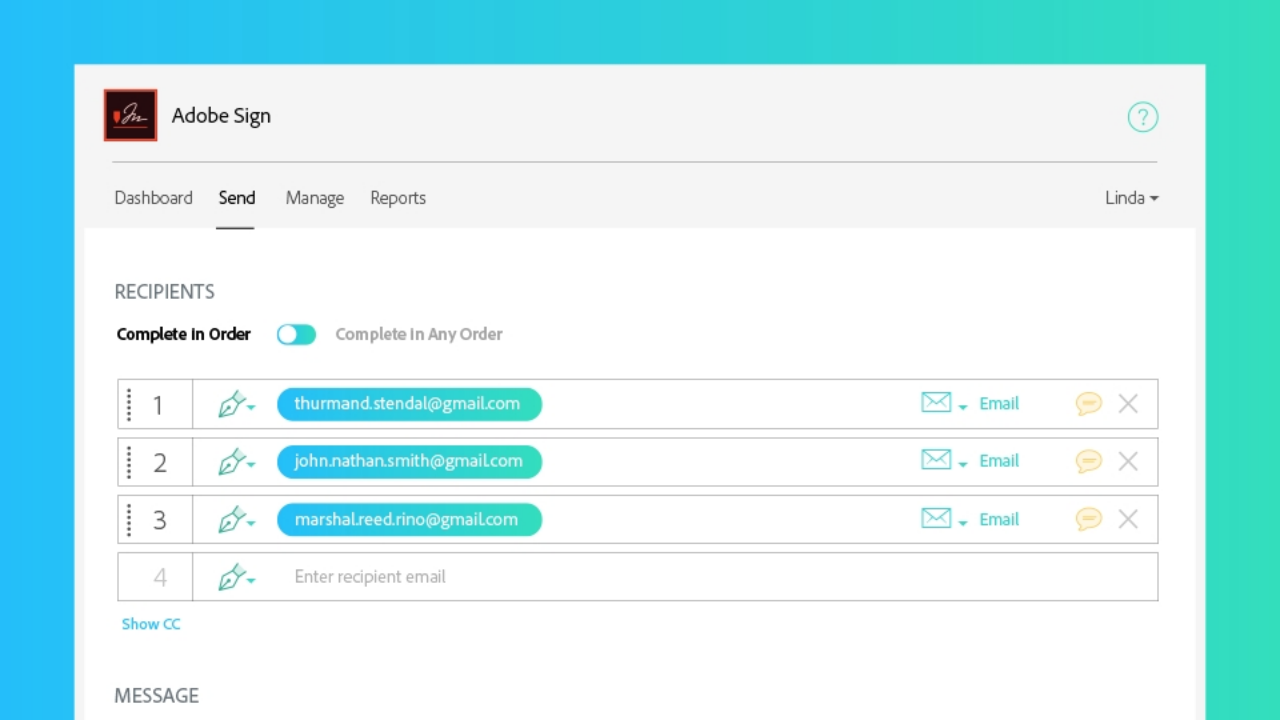 Adobe Sign
?
Dashboard Send Manage Reports Linda
RECIPIENTS
Complete in Order Complete in Any Order
1 thurmand.stendal@gmail.com Email
2 john.nathan.smith@gmail.com Email
3 marshal.reed.rino@gmail.com Email
4 Enter recipient email
Show CC
MESSAGE